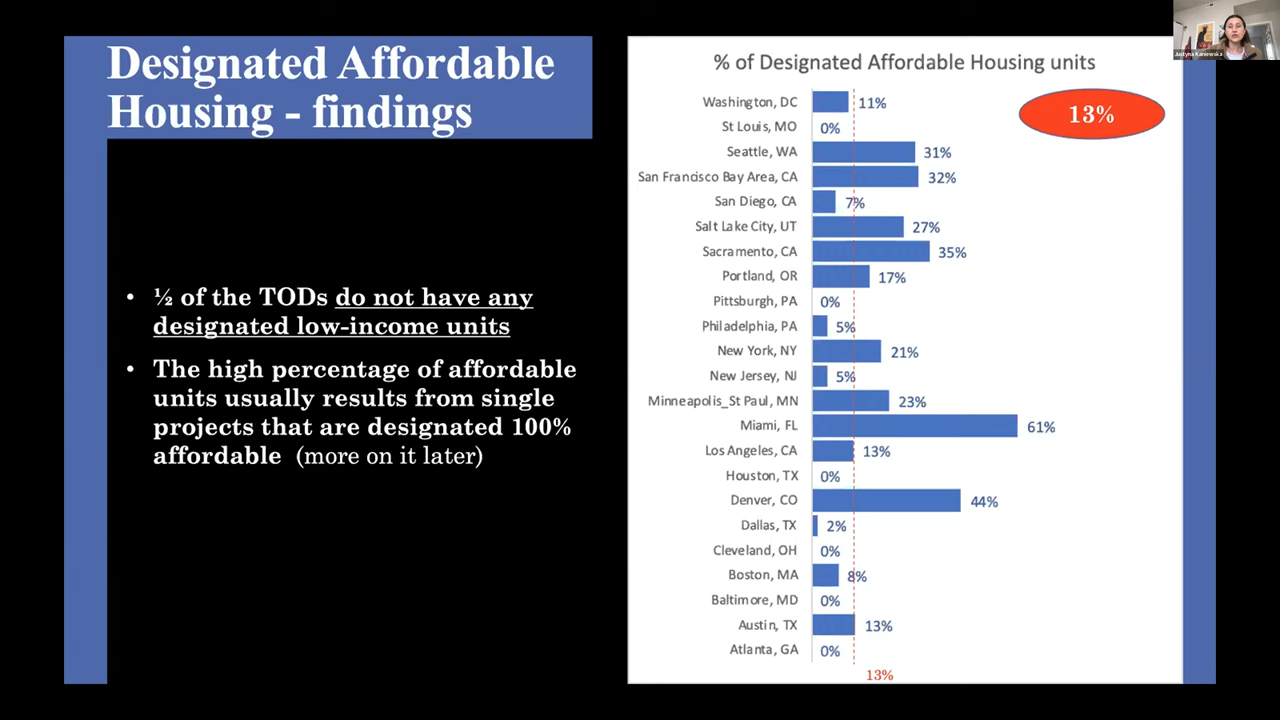 Designated Affordable
Housing - findings
• ½ of the TODs do not have any
designated low-income units
• The high percentage of affordable
units usually results from single
projects that are designated 100%
affordable (more on it later)
% of Designated Affordable Housing units
13%
Washington, DC 11%
St Louis, MO 0%
Seattle, WA 31%
San Francisco Bay Area, CA 32%
San Diego, CA 7%
Salt Lake City, UT 27%
Sacramento, CA 35%
Portland, OR 17%
Pittsburgh, PA 0%
Philadelphia, PA 5%
New York, NY 21%
New Jersey, NJ 5%
Minneapolis_St Paul, MN 23%
Miami, FL 61%
Los Angeles, CA 13%
Houston, TX 0%
Denver, CO 44%
Dallas, TX 2%
Cleveland, OH 0%
Boston, MA 8%
Baltimore, MD 0%
Austin, TX 13%
Atlanta, GA 0%
13%
Justyna Kaniewska